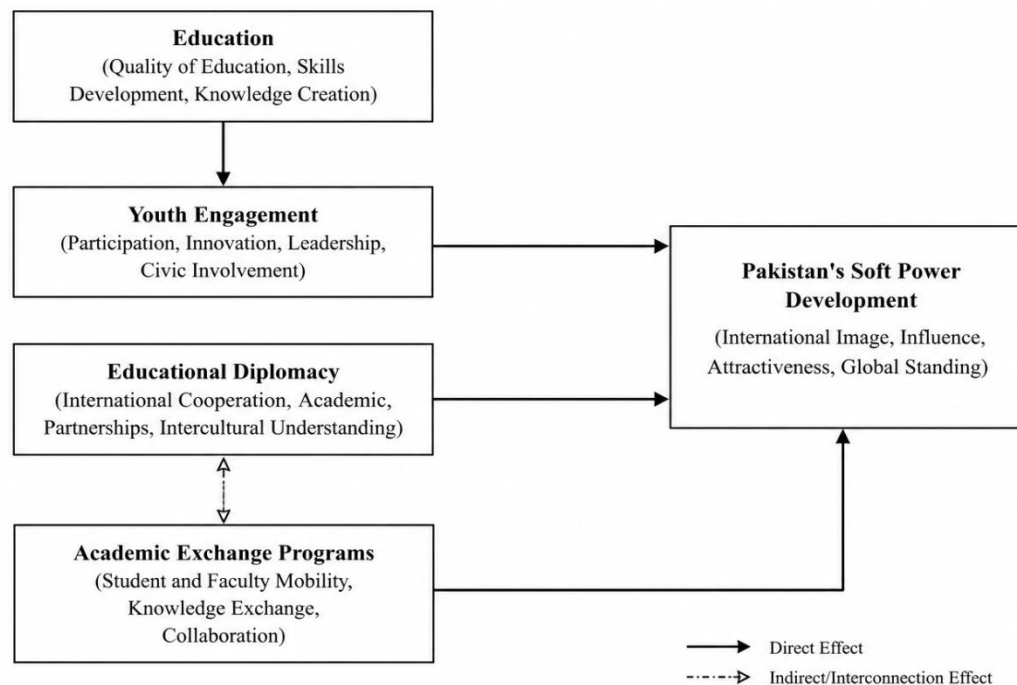 Education
(Quality of Education, Skills
Development, Knowledge Creation)
Youth Engagement
(Participation, Innovation, Leadership,
Civic Involvement)
Educational Diplomacy
(International Cooperation, Academic,
Partnerships, Intercultural Understanding)
Academic Exchange Programs
(Student and Faculty Mobility,
Knowledge Exchange,
Collaboration)
Pakistan's Soft Power
Development
(International Image, Influence,
Attractiveness, Global Standing)
Direct Effect
Indirect/Interconnection Effect